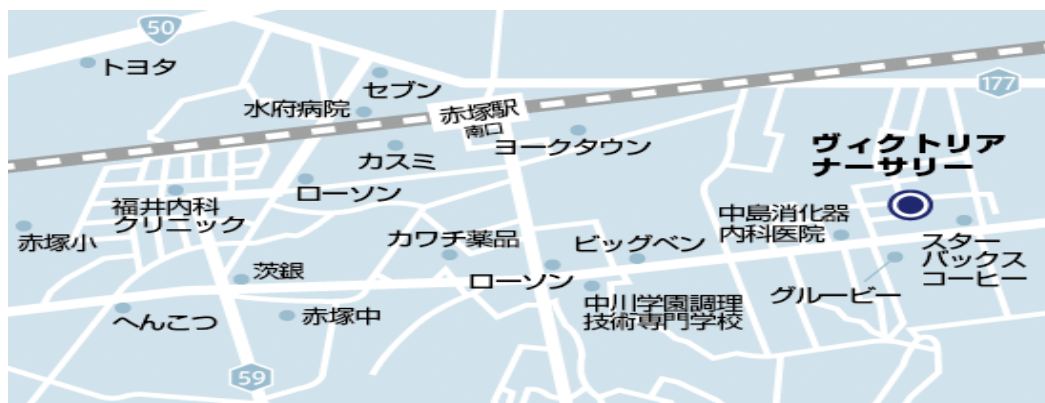 50
トヨタ
セブン
177
水府病院
赤塚駅
南口
ヨークタウン
カスミ
ヴィクトリア
ナーサリー
ローソン
福井内科
クリニック
赤塚小
カワチ薬品
ビッグベン
中島消化器
内科医院
スター
バックス
コーヒー
茨銀
ローソン
グルービー
へんこつ
赤塚中
中川学園調理
技術専門学校
59